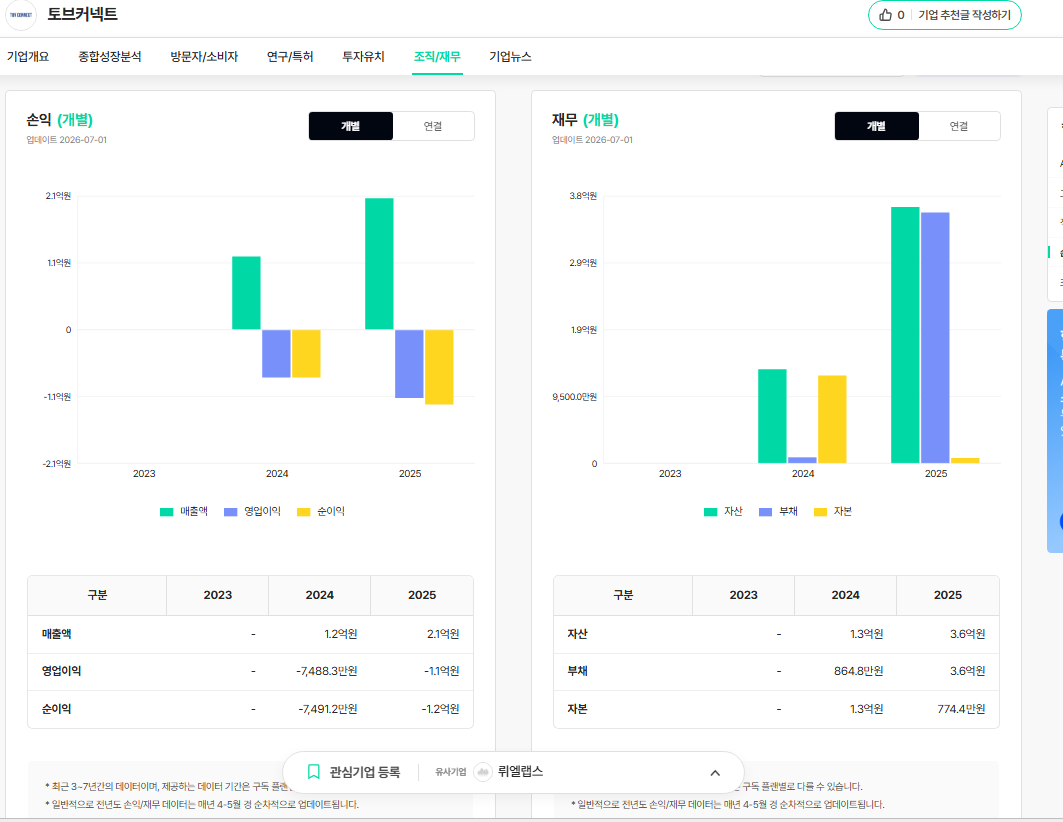 TOV CONNECT
토브커넥트
0 기업 추천글 작성하기
기업개요 종합성장분석 방문자/소비자 연구/특허 투자유치 조직/재무 기업뉴스
손익 (개별)
개별 연결
업데이트 2026-07-01
2.1억원
1.1억원
0
-1.1억원
-2.1억원
2023 2024 2025
매출액 영업이익 순이익
구분 2023 2024 2025
매출액 - 1.2억원 2.1억원
영업이익 - -7,488.3만원 -1.1억원
순이익 - -7,491.2만원 -1.2억원
* 최근 3~7년간의 데이터이며, 제공하는 데이터 기간은 구독 플랜
* 일반적으로 전년도 손익/재무 데이터는 매년 4-5월 경 순차적으로 업데이트됩니다.
재무 (개별)
개별 연결
업데이트 2026-07-01
3.8억원
2.9억원
1.9억원
9,500.0만원
0
2023 2024 2025
자산 부채 자본
구분 2023 2024 2025
자산 - 1.3억원 3.6억원
부채 - 864.8만원 3.6억원
자본 - 1.3억원 774.4만원
구독 플랜별로 다를 수 있습니다.
* 일반적으로 전년도 손익/재무 데이터는 매년 4-5월 경 순차적으로 업데이트됩니다.
관심기업 등록 유사기업 뤼엘랩스